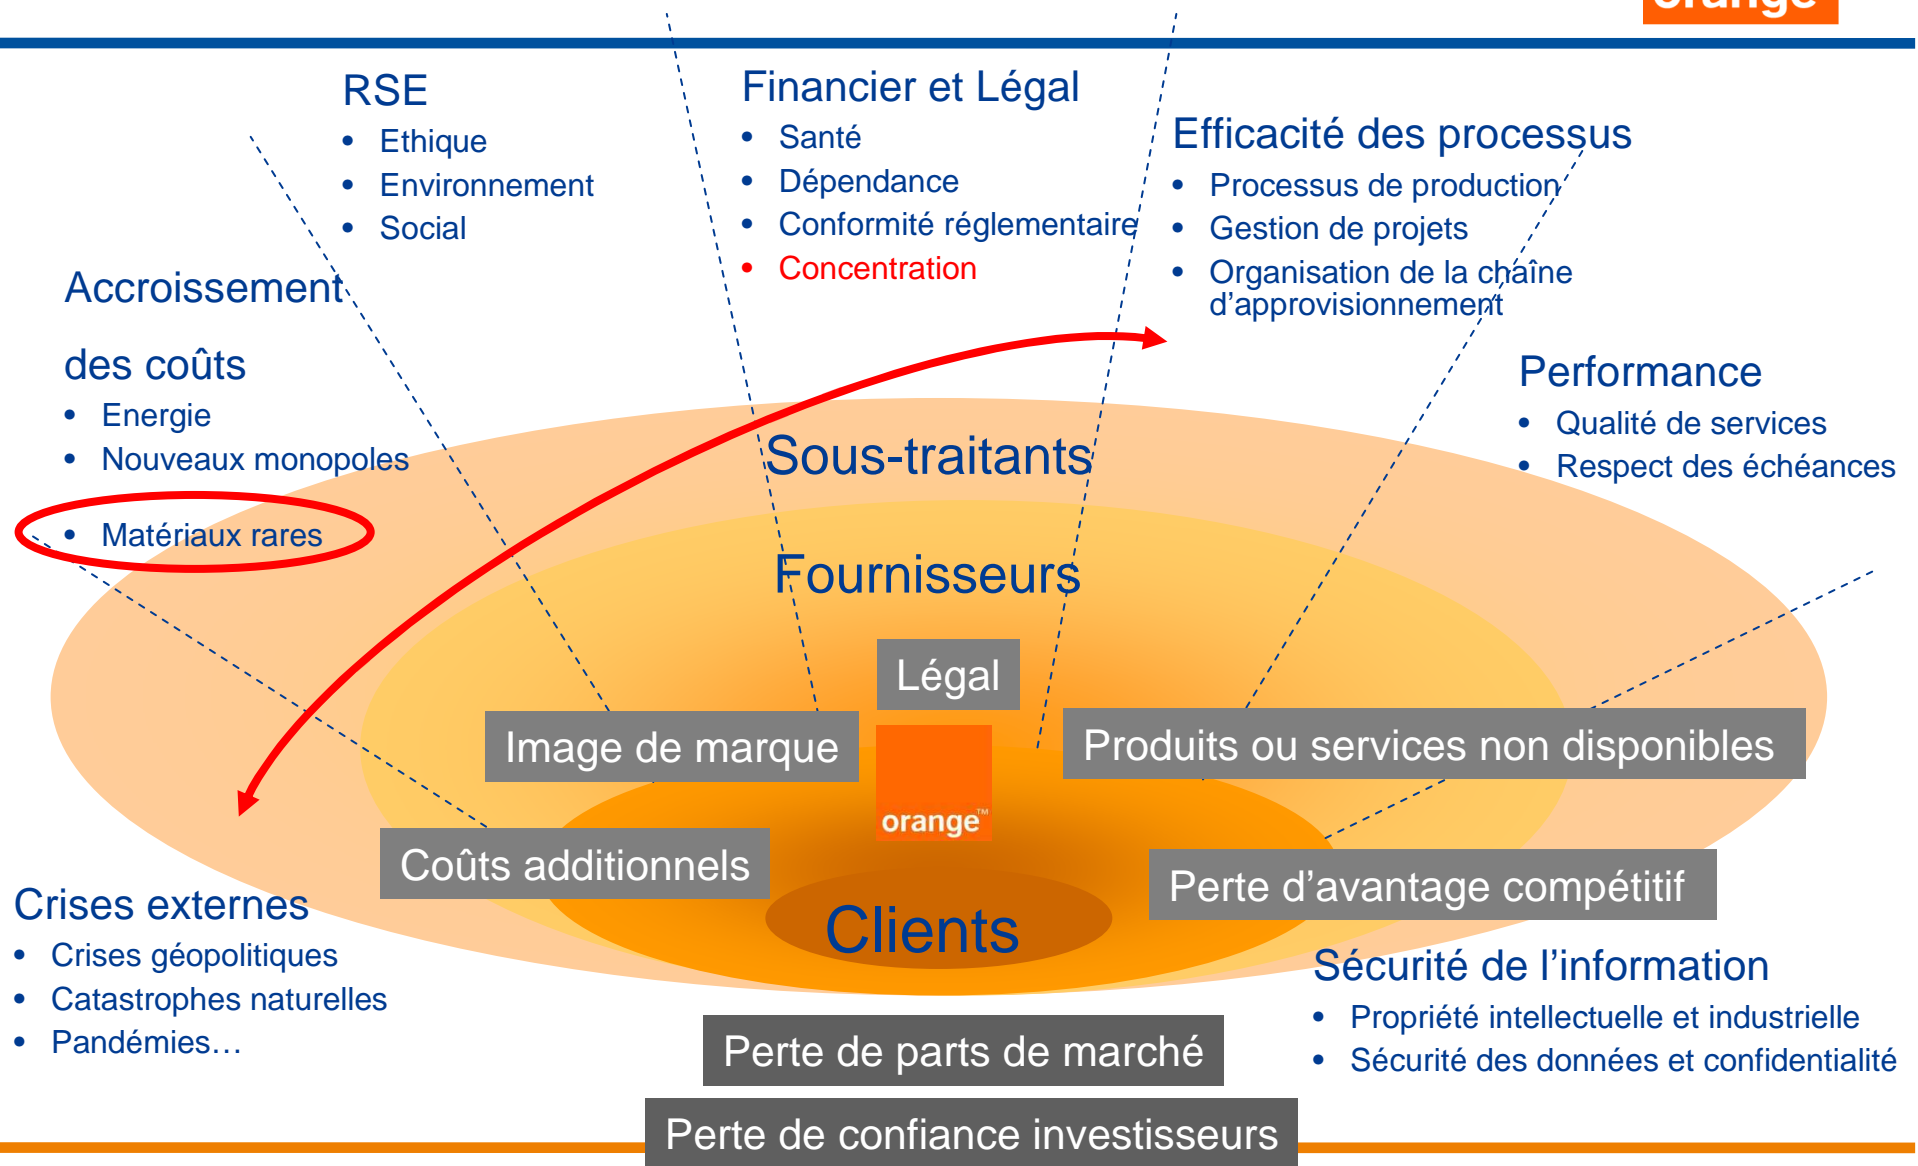 orange
RSE
• Ethique
• Environnement
• Social
Financier et Légal
• Santé
• Dépendance
• Conformité réglementaire
• Concentration
Efficacité des processus
• Processus de production
• Gestion de projets
• Organisation de la chaîne
d’approvisionnement
Accroissement
des coûts
• Energie
• Nouveaux monopoles
• Matériaux rares
Performance
• Qualité de services
• Respect des échéances
Sous-traitants
Fournisseurs
Légal
Image de marque
Produits ou services non disponibles
orange™
Coûts additionnels
Perte d’avantage compétitif
Clients
Crises externes
• Crises géopolitiques
• Catastrophes naturelles
• Pandémies…
Sécurité de l’information
• Propriété intellectuelle et industrielle
• Sécurité des données et confidentialité
Perte de parts de marché
Perte de confiance investisseurs